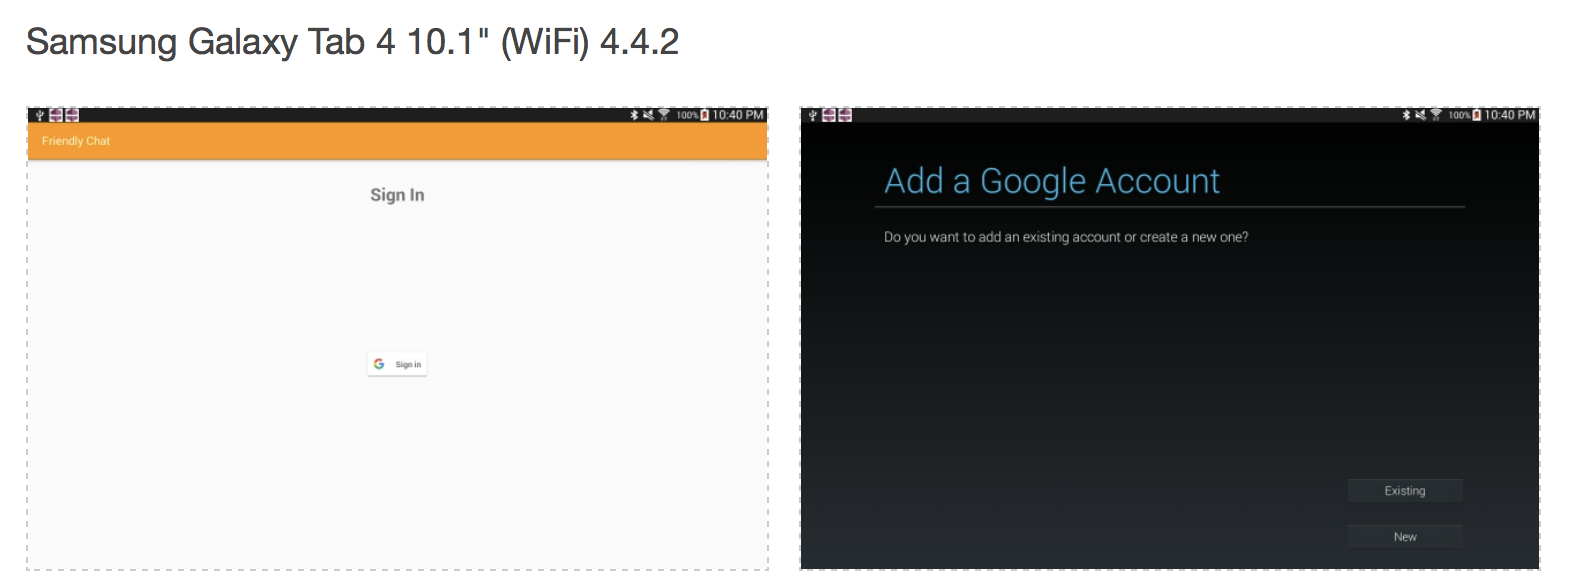 Samsung Galaxy Tab 4 10.1" (WiFi) 4.4.2
100% 10:40 PM
Friendly Chat
Sign In
G Sign in
100% 10:40 PM
Add a Google Account
Do you want to add an existing account or create a new one?
Existing
New